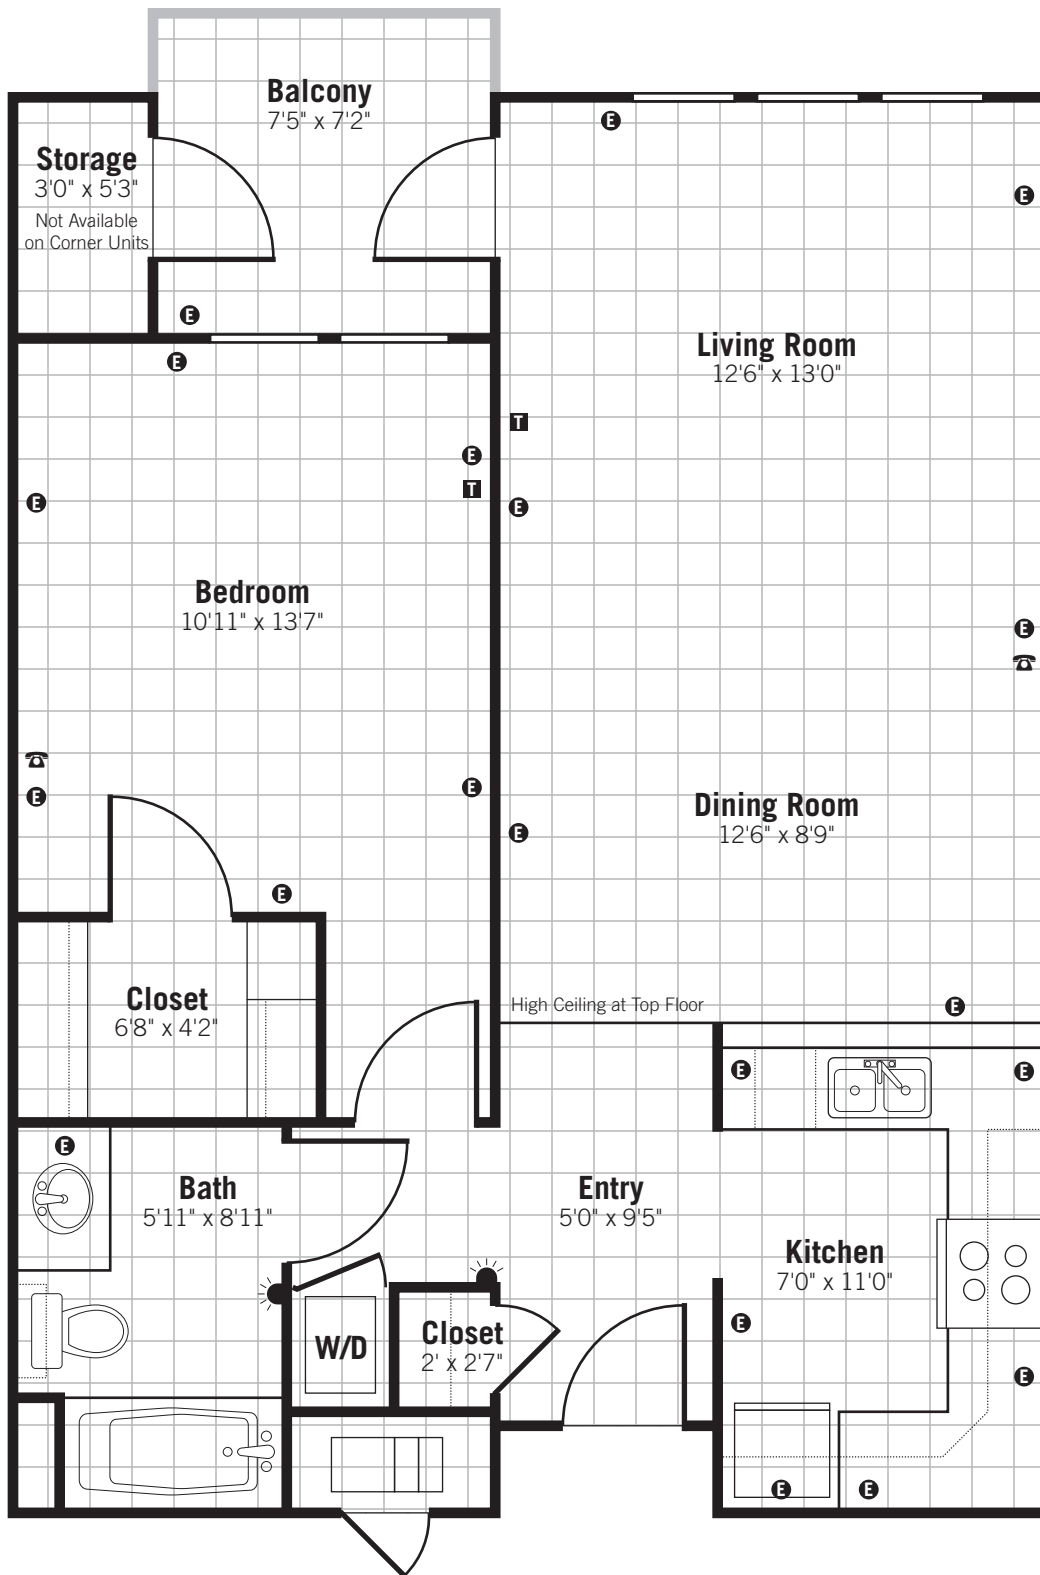 Balcony
7'5" x 7'2"
E
Storage
3'0" x 5'3"
Not Available
on Corner Units
E
E
E
Living Room
12'6" x 13'0"
T
E
T
E
E
Bedroom
10'11" x 13'7"
E
E
E
Dining Room
12'6" x 8'9"
E
E
Closet
6'8" x 4'2"
High Ceiling at Top Floor
E
E
E
E
Bath
5'11" x 8'11"
Entry
5'0" x 9'5"
Kitchen
7'0" x 11'0"
E
W/D
Closet
2' x 2'7"
E
E
E